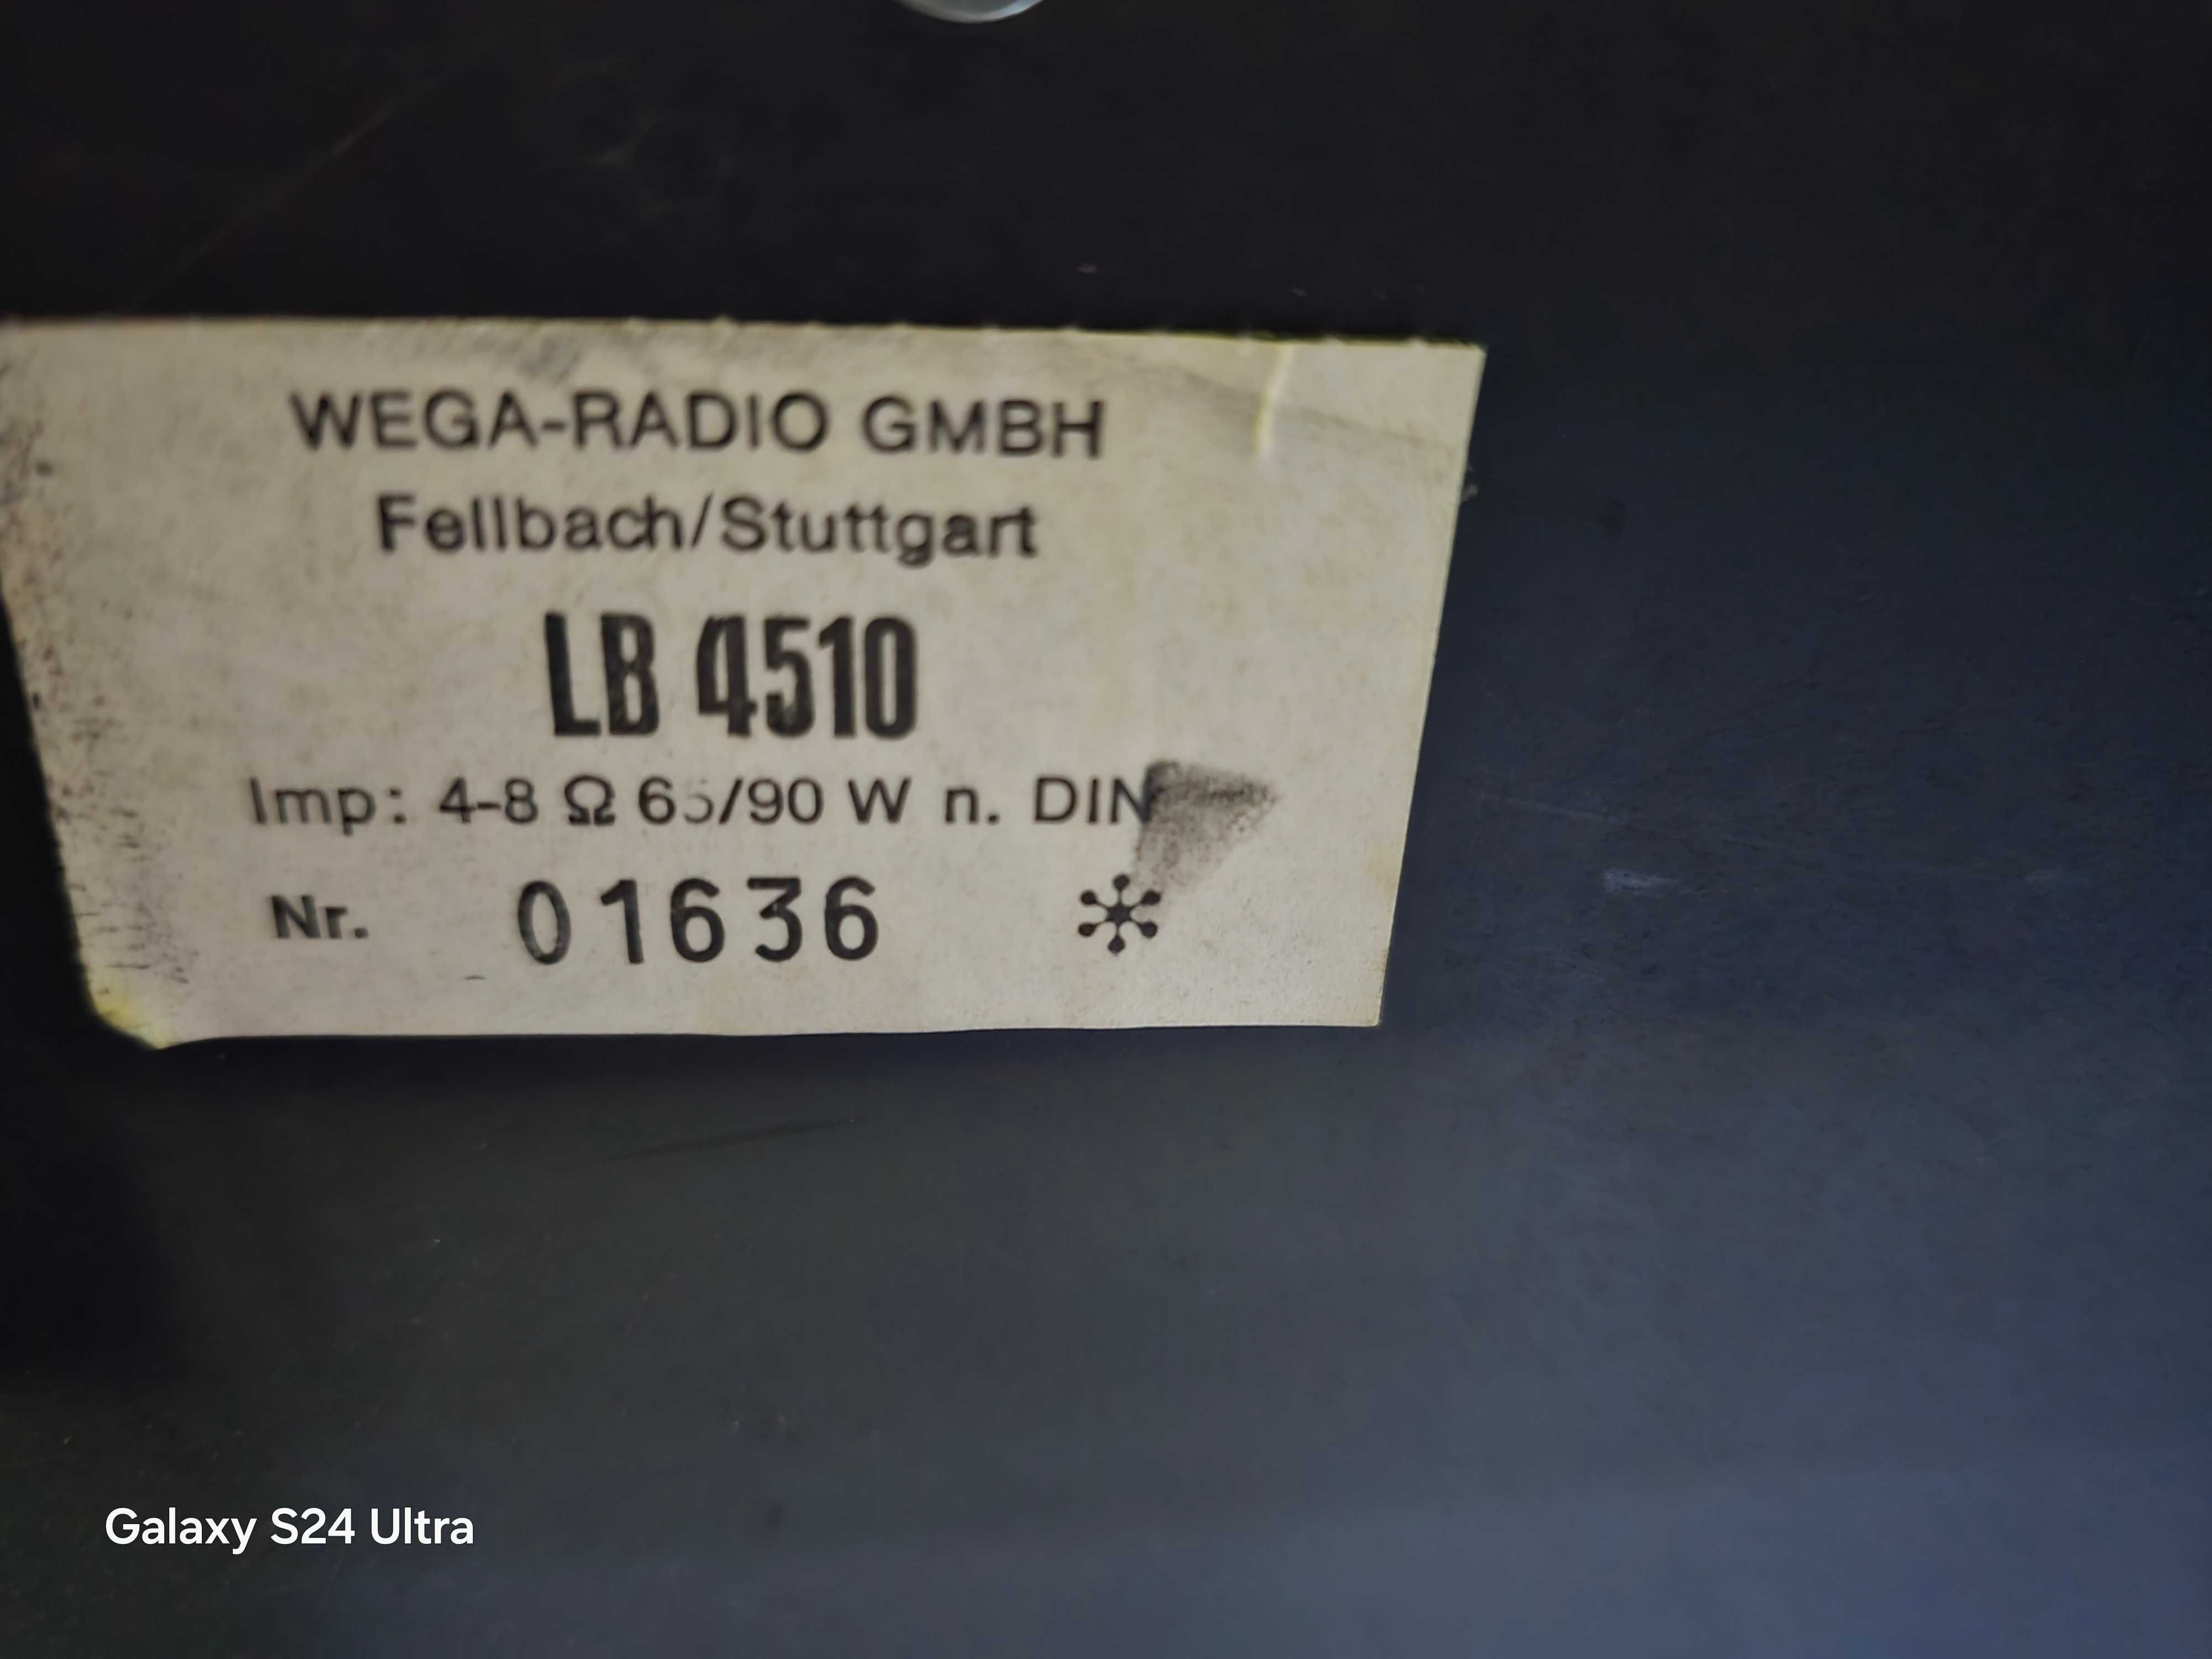 WEGA-RADIO GMBH
Fellbach/Stuttgart
LB 4510
Imp: 4-8 Ω 65/90 W n. DIN
Nr. 01636 *
Galaxy S24 Ultra